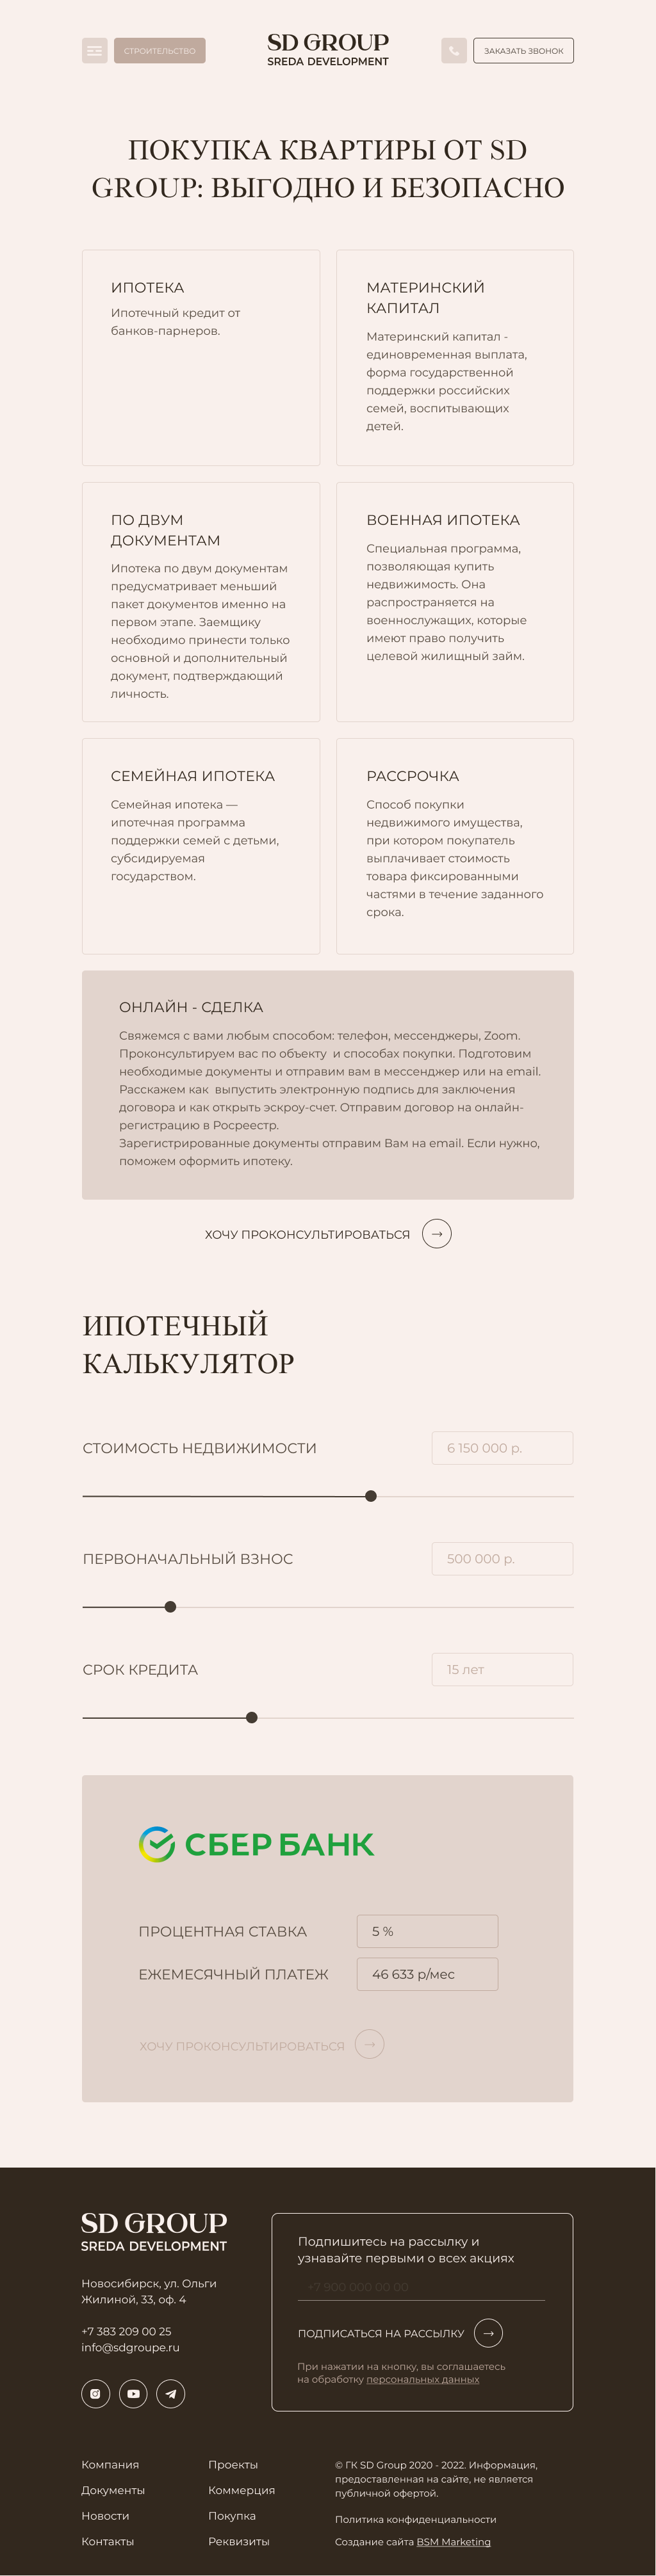 СТРОИТЕЛЬСТВО
SD GROUP
SREDA DEVELOPMENT
ЗАКАЗАТЬ ЗВОНОК
ПОКУПКА КВАРТИРЫ ОТ SD
GROUP: ВЫГОДНО И БЕЗОПАСНО
ИПОТЕКА
Ипотечный кредит от
банков-парнеров.
МАТЕРИНСКИЙ
КАПИТАЛ
Материнский капитал -
единовременная выплата,
форма государственной
поддержки российских
семей, воспитывающих
детей.
ПО ДВУМ
ДОКУМЕНТАМ
Ипотека по двум документам
предусматривает меньший
пакет документов именно на
первом этапе. Заемщику
необходимо принести только
основной и дополнительный
документ, подтверждающий
личность.
ВОЕННАЯ ИПОТЕКА
Специальная программа,
позволяющая купить
недвижимость. Она
распространяется на
военнослужащих, которые
имеют право получить
целевой жилищный займ.
СЕМЕЙНАЯ ИПОТЕКА
Семейная ипотека —
ипотечная программа
поддержки семей с детьми,
субсидируемая
государством.
РАССРОЧКА
Способ покупки
недвижимого имущества,
при котором покупатель
выплачивает стоимость
товара фиксированными
частями в течение заданного
срока.
ОНЛАЙН - СДЕЛКА
Свяжемся с вами любым способом: телефон, мессенджеры, Zoom.
Проконсультируем вас по объекту  и способах покупки. Подготовим
необходимые документы и отправим вам в мессенджер или на email.
Расскажем как  выпустить электронную подпись для заключения
договора и как открыть эскроу-счет. Отправим договор на онлайн-
регистрацию в Росреестр.
Зарегистрированные документы отправим Вам на email. Если нужно,
поможем оформить ипотеку.
ХОЧУ ПРОКОНСУЛЬТИРОВАТЬСЯ
ИПОТЕЧНЫЙ
КАЛЬКУЛЯТОР
СТОИМОСТЬ НЕДВИЖИМОСТИ
6 150 000 р.
ПЕРВОНАЧАЛЬНЫЙ ВЗНОС
500 000 р.
СРОК КРЕДИТА
15 лет
СБЕР БАНК
ПРОЦЕНТНАЯ СТАВКА
5 %
ЕЖЕМЕСЯЧНЫЙ ПЛАТЕЖ
46 633 р/мес
ХОЧУ ПРОКОНСУЛЬТИРОВАТЬСЯ
SD GROUP
SREDA DEVELOPMENT
Новосибирск, ул. Ольги
Жилиной, 33, оф. 4
+7 383 209 00 25
info@sdgroupe.ru
Подпишитесь на рассылку и
узнавайте первыми о всех акциях
+7 900 000 00 00
ПОДПИСАТЬСЯ НА РАССЫЛКУ
При нажатии на кнопку, вы соглашаетесь
на обработку персональных данных
Компания
Документы
Новости
Контакты
Проекты
Коммерция
Покупка
Реквизиты
© ГК SD Group 2020 - 2022. Информация,
предоставленная на сайте, не является
публичной офертой.
Политика конфиденциальности
Создание сайта BSM Marketing